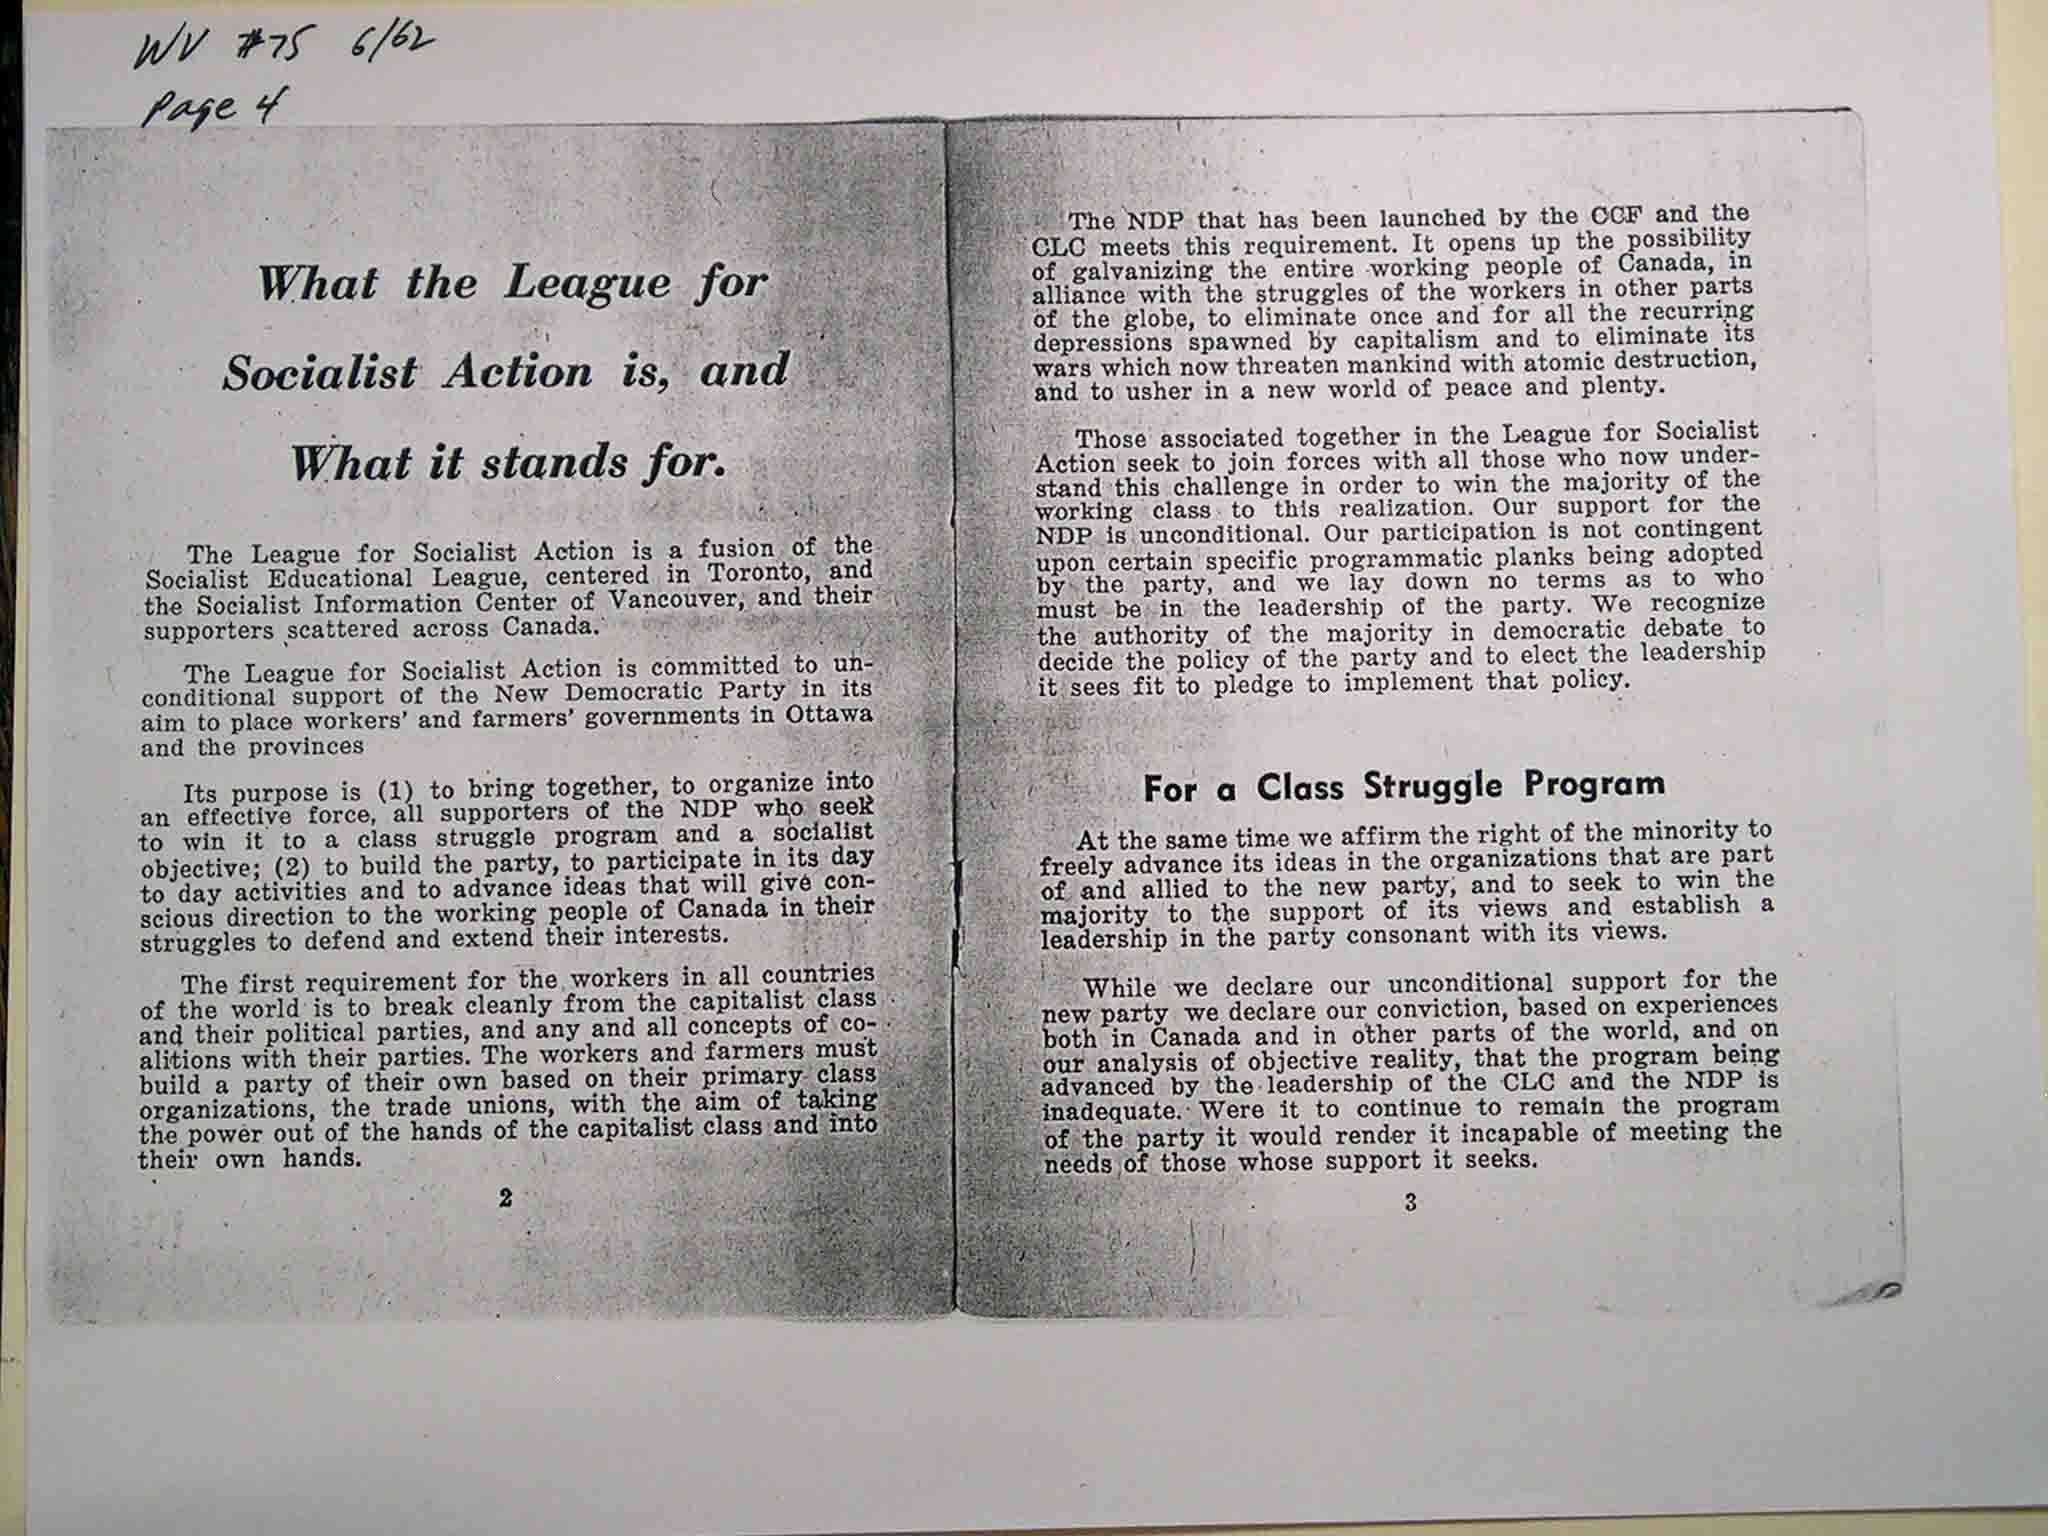 WV #75 6/62
Page 4
What the League for
Socialist Action is, and
What it stands for.
The League for Socialist Action is a fusion of the
Socialist Educational League, centered in Toronto, and
the Socialist Information Center of Vancouver, and their
supporters scattered across Canada.
The League for Socialist Action is committed to un-
conditional support of the New Democratic Party in its
aim to place workers' and farmers' governments in Ottawa
and the provinces
Its purpose is (1) to bring together, to organize into
an effective force, all supporters of the NDP who seek
to win it to a class struggle program and a socialist
objective; (2) to build the party, to participate in its day
to day activities and to advance ideas that will give con-
scious direction to the working people of Canada in their
struggles to defend and extend their interests.
The first requirement for the workers in all countries
of the world is to break cleanly from the capitalist class
and their political parties, and any and all concepts of co-
alitions with their parties. The workers and farmers must
build a party of their own based on their primary class
organizations, the trade unions, with the aim of taking
the power out of the hands of the capitalist class and into
their own hands.
2
The NDP that has been launched by the CCF and the
CLC meets this requirement. It opens up the possibility
of galvanizing the entire working people of Canada, in
alliance with the struggles of the workers in other parts
of the globe, to eliminate once and for all the recurring
depressions spawned by capitalism and to eliminate its
wars which now threaten mankind with atomic destruction,
and to usher in a new world of peace and plenty.
Those associated together in the League for Socialist
Action seek to join forces with all those who now under-
stand this challenge in order to win the majority of the
working class to this realization. Our support for the
NDP is unconditional. Our participation is not contingent
upon certain specific programmatic planks being adopted
by the party, and we lay down no terms as to who
must be in the leadership of the party. We recognize
the authority of the majority in democratic debate to
decide the policy of the party and to elect the leadership
it sees fit to pledge to implement that policy.
For a Class Struggle Program
At the same time we affirm the right of the minority to
freely advance its ideas in the organizations that are part
of and allied to the new party, and to seek to win the
majority to the support of its views and establish a
leadership in the party consonant with its views.
While we declare our unconditional support for the
new party we declare our conviction, based on experiences
both in Canada and in other parts of the world, and on
our analysis of objective reality, that the program being
advanced by the leadership of the CLC and the NDP is
inadequate. Were it to continue to remain the program
of the party it would render it incapable of meeting the
needs of those whose support it seeks.
3